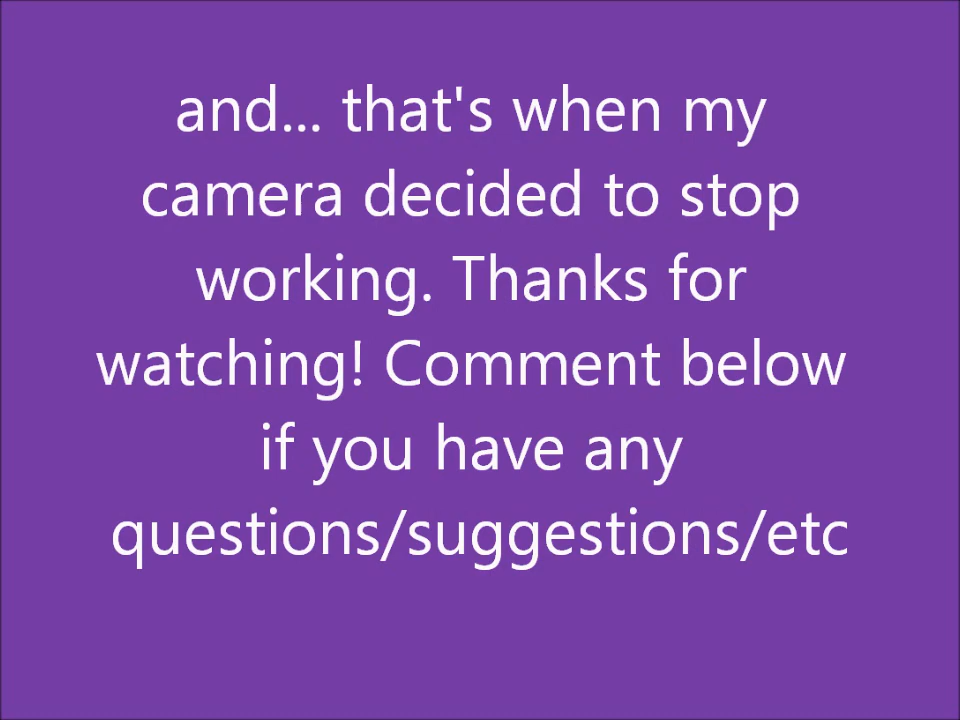 and... that's when my
camera decided to stop
working. Thanks for
watching! Comment below
if you have any
questions/suggestions/etc